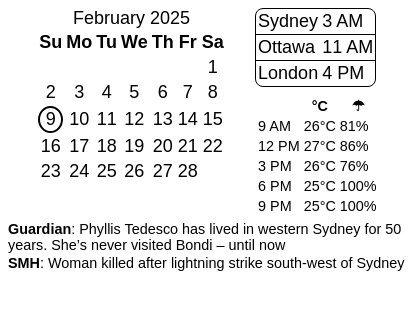 February 2025
Su Mo Tu We Th Fr Sa
1
2 3 4 5 6 7 8
9 10 11 12 13 14 15
16 17 18 19 20 21 22
23 24 25 26 27 28
Sydney 3 AM
Ottawa 11 AM
London 4 PM
°C ☂
9 AM 26°C 81%
12 PM 27°C 86%
3 PM 26°C 76%
6 PM 25°C 100%
9 PM 25°C 100%
Guardian: Phyllis Tedesco has lived in western Sydney for 50
years. She’s never visited Bondi – until now
SMH: Woman killed after lightning strike south-west of Sydney